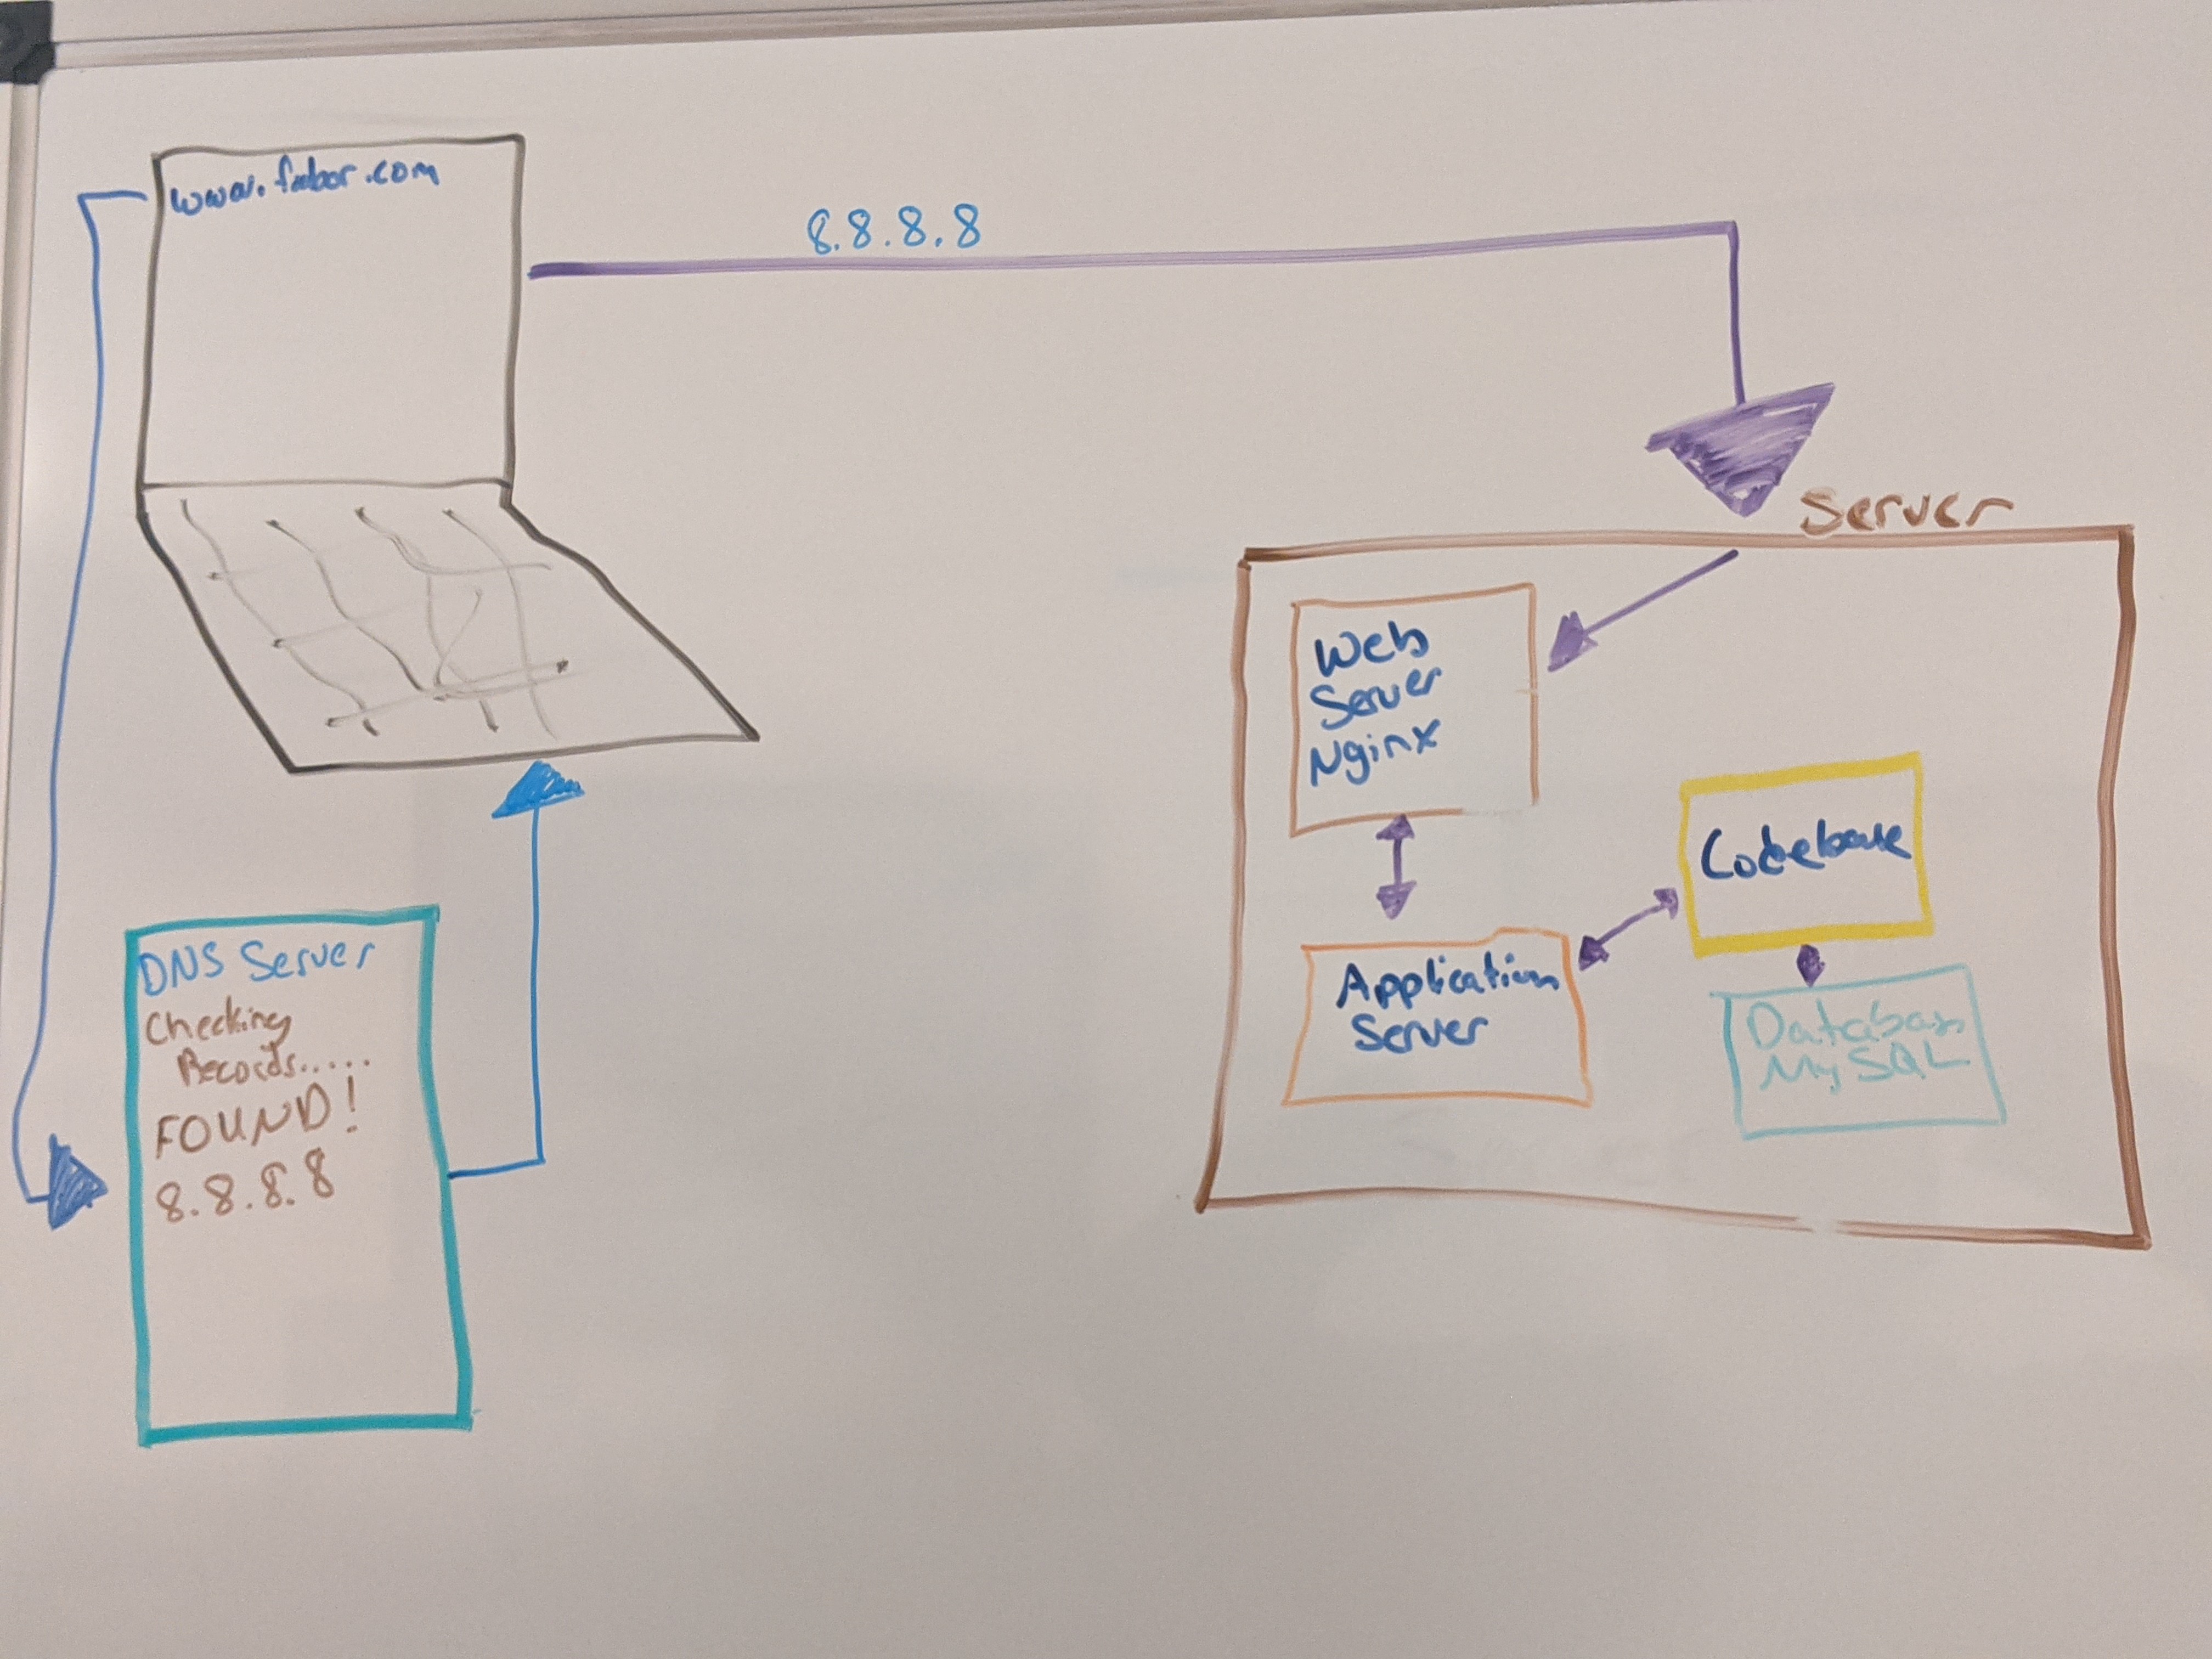 www.foobar.com
8.8.8.8
Server
Web
Server
Nginx
Codebase
Application
Server
Database
MySQL
DNS Server
Checking
Records.....
FOUND!
8.8.8.8